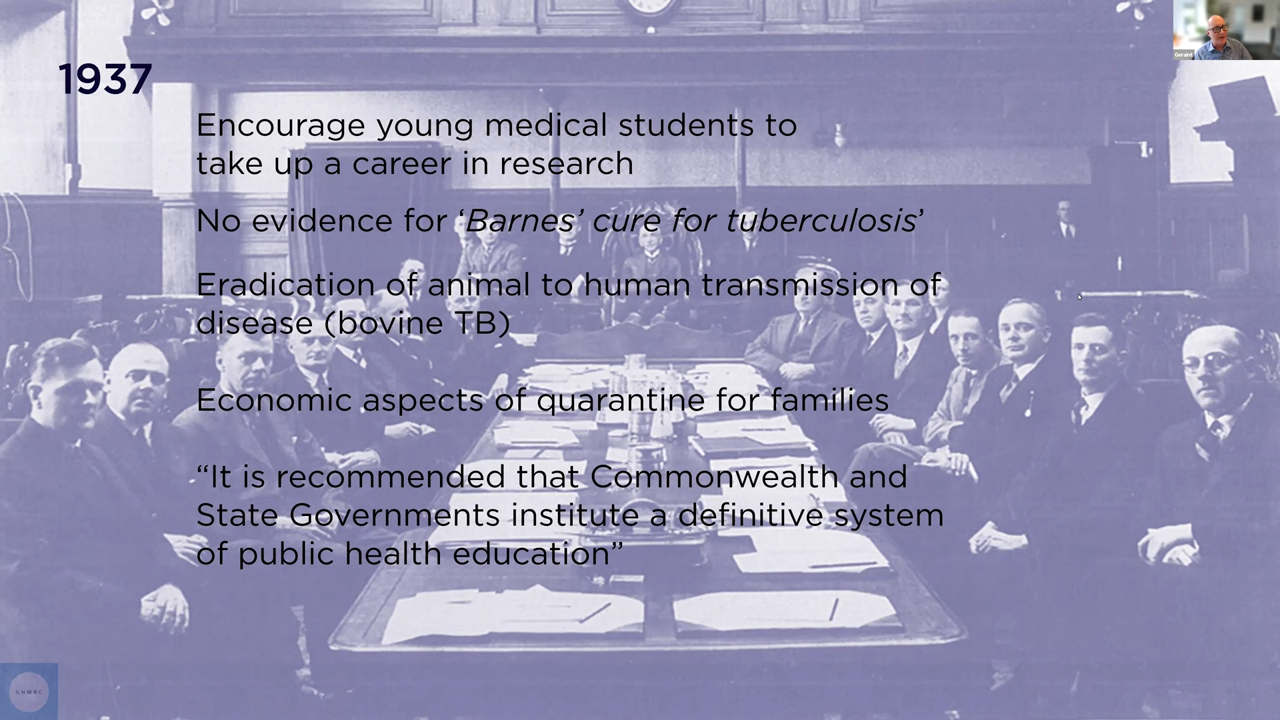 1937
Encourage young medical students to
take up a career in research
No evidence for ‘Barnes’ cure for tuberculosis’
Eradication of animal to human transmission of
disease (bovine TB)
Economic aspects of quarantine for families
“It is recommended that Commonwealth and
State Governments institute a definitive system
of public health education”
Geraint
NHMRC